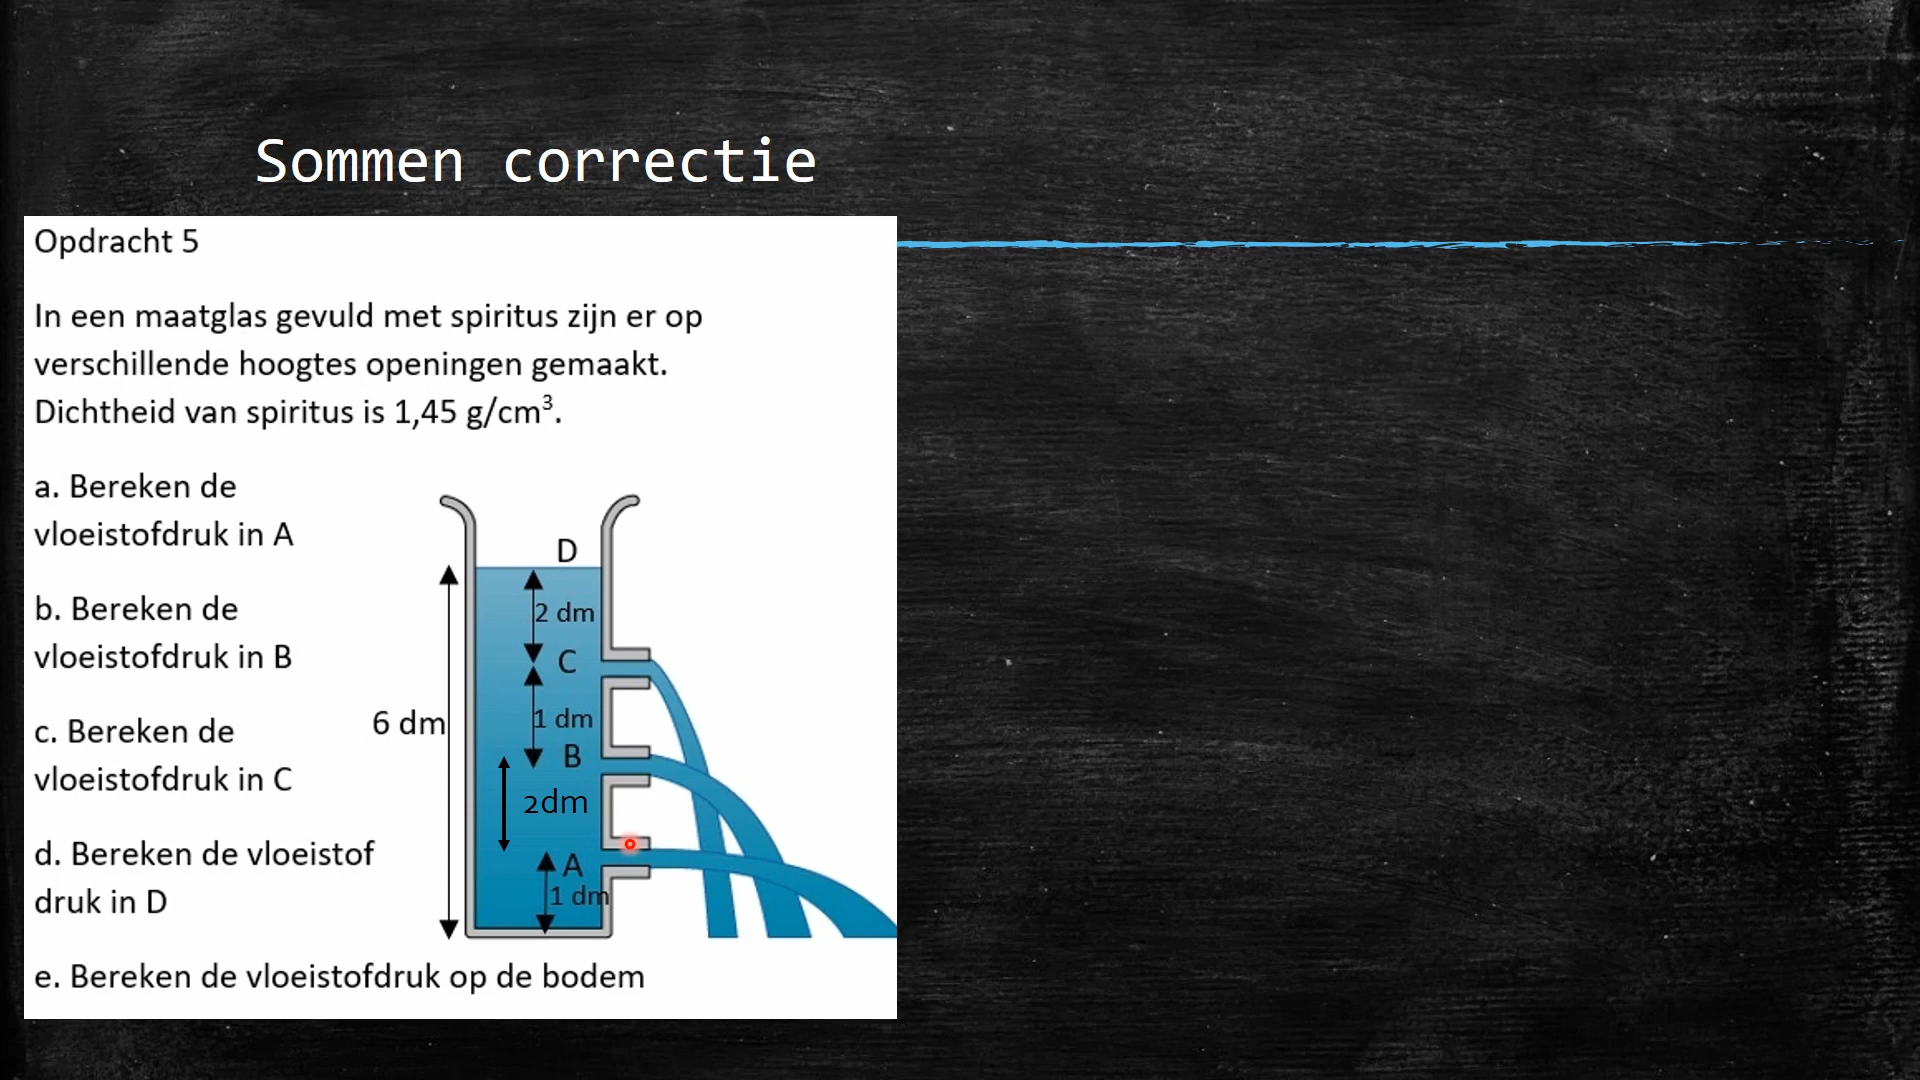 Sommen correctie
Opdracht 5
In een maatglas gevuld met spiritus zijn er op
verschillende hoogtes openingen gemaakt.
Dichtheid van spiritus is 1,45 g/cm³.
a. Bereken de
vloeistofdruk in A
b. Bereken de
vloeistofdruk in B
c. Bereken de
vloeistofdruk in C
d. Bereken de vloeistof
druk in D
e. Bereken de vloeistofdruk op de bodem
D
2 dm
C
6 dm
1 dm
B
2dm
A
1 dm